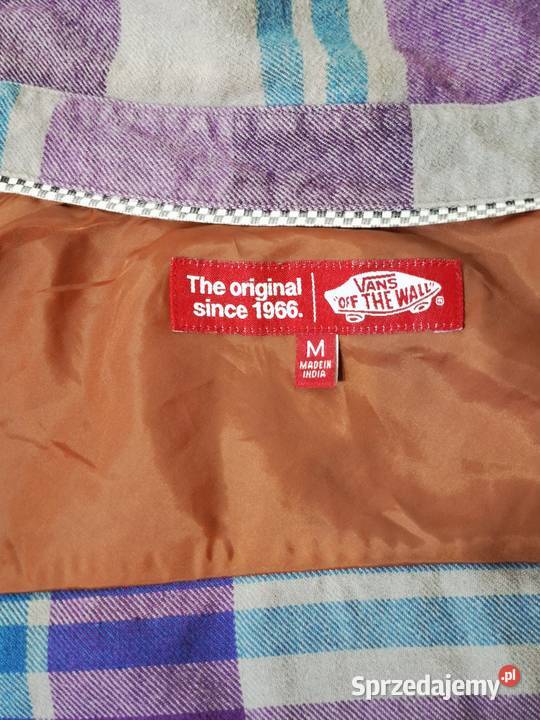 The original
since 1966.
VANS
"OFF THE WALL"
®
M
MADE IN
INDIA
Sprzedajemy.pl